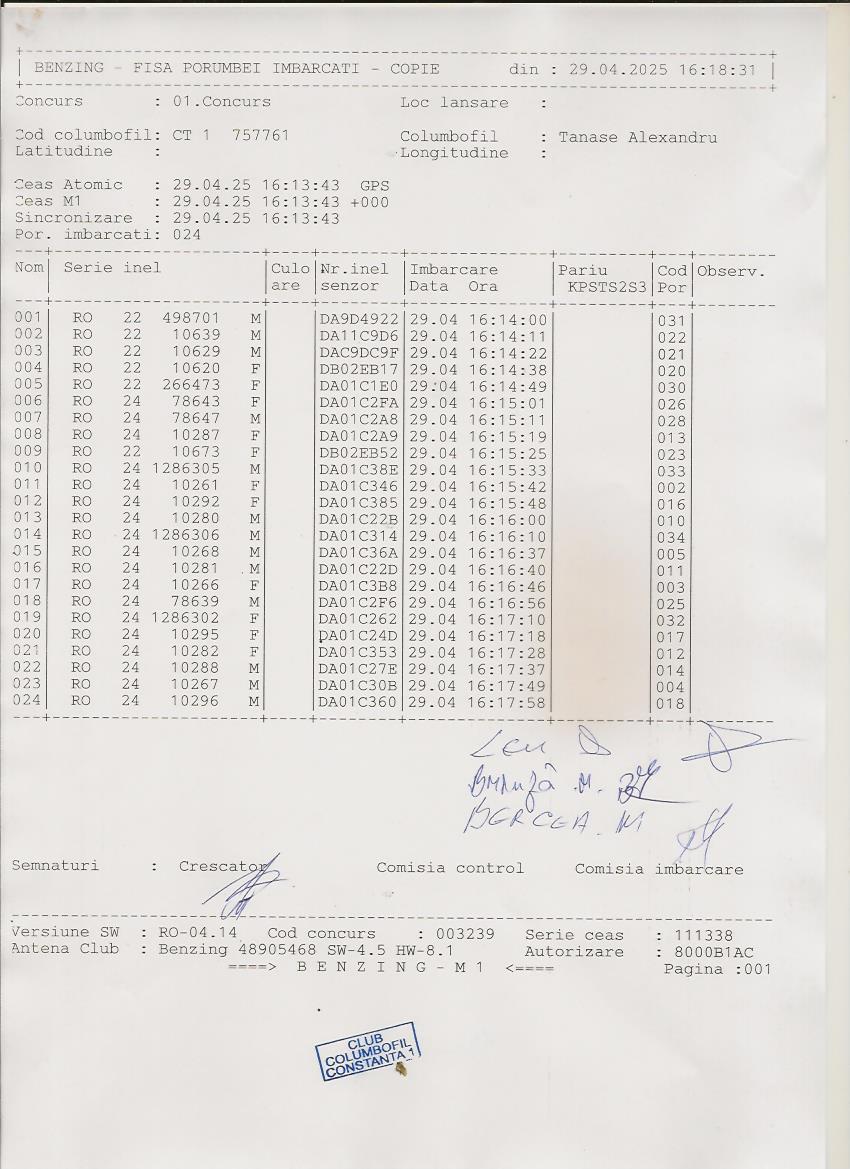 BENZING - FISA PORUMBEI IMBARCATI - COPIE din : 29.04.2025 16:18:31
Concurs : 01.Concurs Loc lansare :
Cod columbofil: CT 1 757761 Columbofil : Tanase Alexandru
Latitudine : Longitudine :
Ceas Atomic : 29.04.25 16:13:43 GPS
Ceas M1 : 29.04.25 16:13:43 +000
Sincronizare : 29.04.25 16:13:43
Por. imbarcati: 024
Nom| Serie inel |Culo|Nr.inel |Imbarcare |Pariu |Cod|Observ.
are |senzor |Data Ora | KPSTS2S3|Por|
001 RO 22 498701 M| |DA9D4922|29.04 16:14:00| |031|
002 RO 22 10639 M| |DA11C9D6|29.04 16:14:11| |022|
003 RO 22 10629 M| |DAC9DC9F|29.04 16:14:22| |021|
004 RO 22 10620 F| |DB02EB17|29.04 16:14:38| |020|
005 RO 22 266473 F| |DA01C1E0|29.04 16:14:49| |030|
006 RO 24 78643 F| |DA01C2FA|29.04 16:15:01| |026|
007 RO 24 78647 M| |DA01C2A8|29.04 16:15:11| |028|
008 RO 24 10287 F| |DA01C2A9|29.04 16:15:19| |013|
009 RO 22 10673 F| |DB02EB52|29.04 16:15:25| |023|
010 RO 24 1286305 M| |DA01C38E|29.04 16:15:33| |033|
011 RO 24 10261 F| |DA01C346|29.04 16:15:42| |002|
012 RO 24 10292 F| |DA01C385|29.04 16:15:48| |016|
013 RO 24 10280 M| |DA01C22B|29.04 16:16:00| |010|
014 RO 24 1286306 M| |DA01C314|29.04 16:16:10| |034|
015 RO 24 10268 M| |DA01C36A|29.04 16:16:37| |005|
016 RO 24 10281 M| |DA01C22D|29.04 16:16:40| |011|
017 RO 24 10266 F| |DA01C3B8|29.04 16:16:46| |003|
018 RO 24 78639 M| |DA01C2F6|29.04 16:16:56| |025|
019 RO 24 1286302 F| |DA01C262|29.04 16:17:10| |032|
020 RO 24 10295 F| |DA01C24D|29.04 16:17:18| |017|
021 RO 24 10282 F| |DA01C353|29.04 16:17:28| |012|
022 RO 24 10288 M| |DA01C27E|29.04 16:17:37| |014|
023 RO 24 10267 M| |DA01C30B|29.04 16:17:49| |004|
024 RO 24 10296 M| |DA01C360|29.04 16:17:58| |018|
BERCEA. M
Semnaturi : Crescator Comisia control Comisia imbarcare
Versiune SW : RO-04.14 Cod concurs : 003239 Serie ceas : 111338
Antena Club : Benzing 48905468 SW-4.5 HW-8.1 Autorizare : 8000B1AC
====> B E N Z I N G - M 1 <==== Pagina :001
CLUB
COLUMBOFIL
CONSTANTA 1